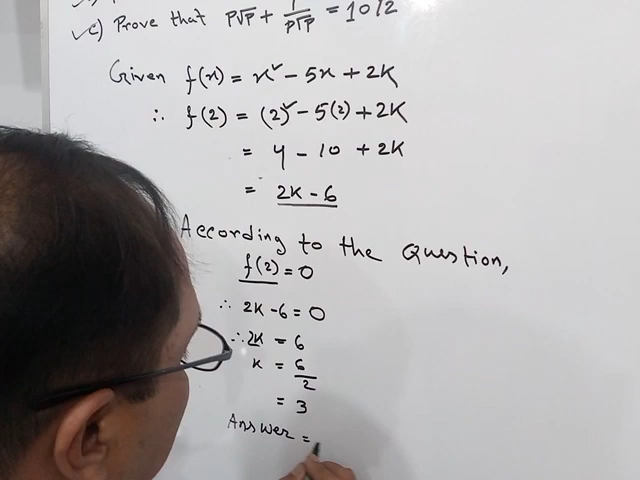 c) Prove that P√P + 1/P√P = 10√2
Given f(x) = x² - 5x + 2K
∴ f(2) = (2)² - 5(2) + 2K
= 4 - 10 + 2K
= 2K - 6
According to the Question,
f(2) = 0
∴ 2K - 6 = 0
∴ 2K = 6
K = 6/2
= 3
Answer =